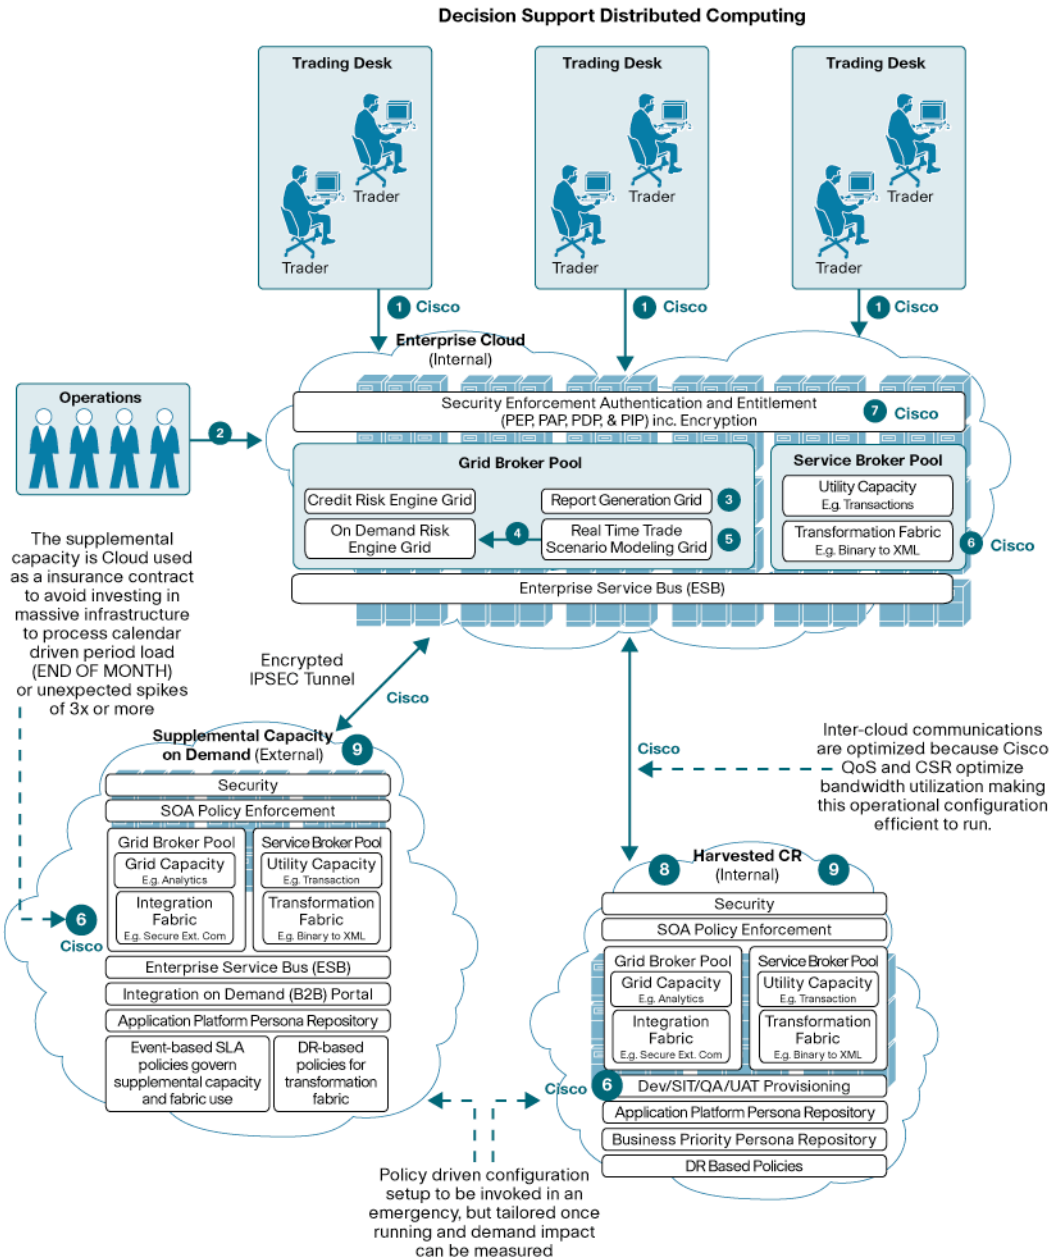 Decision Support Distributed Computing
Trading Desk
Trader
Trader
Trading Desk
Trader
Trader
Trading Desk
Trader
Trader
1 Cisco
1 Cisco
1 Cisco
Enterprise Cloud
(Internal)
Operations
2
Security Enforcement Authentication and Entitlement
(PEP, PAP, PDP, & PIP) inc. Encryption
7 Cisco
Grid Broker Pool
Credit Risk Engine Grid
Report Generation Grid
3
On Demand Risk
Engine Grid
4
Real Time Trade
Scenario Modeling Grid
5
Service Broker Pool
Utility Capacity
E.g. Transactions
Transformation Fabric
E.g. Binary to XML
6 Cisco
Enterprise Service Bus (ESB)
The supplemental
capacity is Cloud used
as a insurance contract
to avoid investing in
massive infrastructure
to process calendar
driven period load
(END OF MONTH)
or unexpected spikes
of 3x or more
Encrypted
IPSEC Tunnel
Cisco
Cisco
Inter-cloud communications
are optimized because Cisco
QoS and CSR optimize
bandwidth utilization making
this operational configuration
efficient to run.
Supplemental Capacity
on Demand (External)
9
Security
SOA Policy Enforcement
Grid Broker Pool
Grid Capacity
E.g. Analytics
Integration
Fabric
E.g. Secure Ext. Com
Service Broker Pool
Utility Capacity
E.g. Transaction
Transformation
Fabric
E.g. Binary to XML
6
Cisco
Enterprise Service Bus (ESB)
Integration on Demand (B2B) Portal
Application Platform Persona Repository
Event-based SLA
policies govern
supplemental capacity
and fabric use
DR-based
policies for
transformation
fabric
8
Harvested CR
(Internal)
9
Security
SOA Policy Enforcement
Grid Broker Pool
Grid Capacity
E.g. Analytics
Integration
Fabric
E.g. Secure Ext. Com
Service Broker Pool
Utility Capacity
E.g. Transaction
Transformation
Fabric
E.g. Binary to XML
Cisco 6
Dev/SIT/QA/UAT Provisioning
Application Platform Persona Repository
Business Priority Persona Repository
DR Based Policies
Policy driven configuration
setup to be invoked in an
emergency, but tailored once
running and demand impact
can be measured